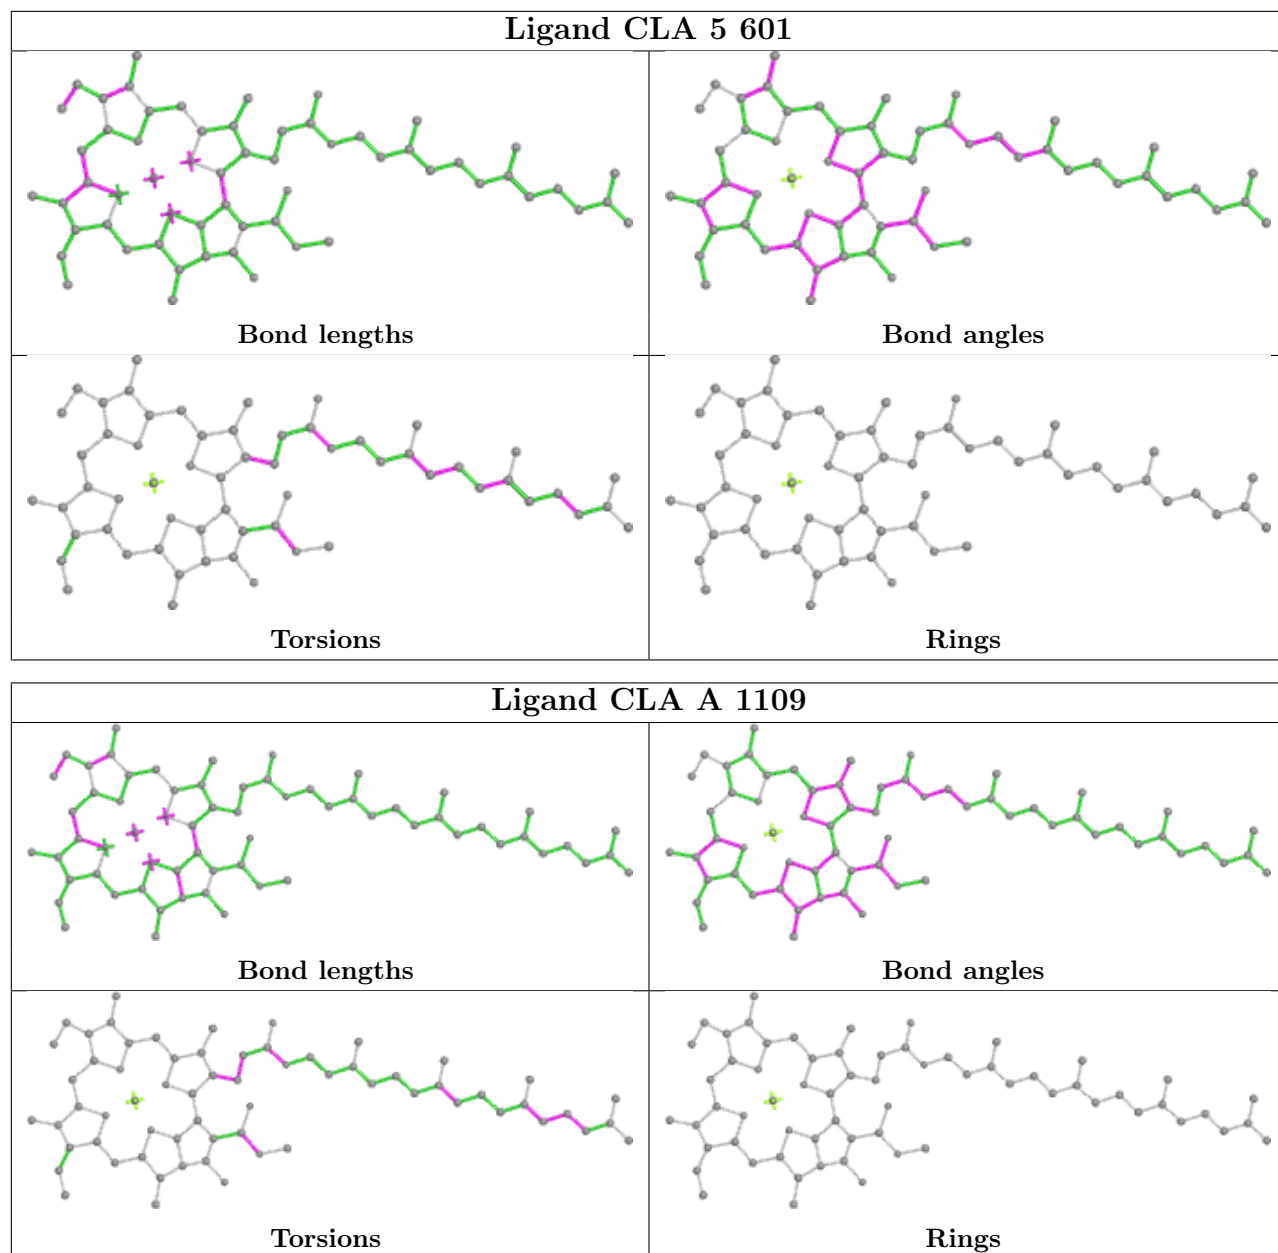 Ligand CLA 5 601
Bond lengths
Bond angles
Torsions
Rings
Ligand CLA A 1109
Bond lengths
Bond angles
Torsions
Rings